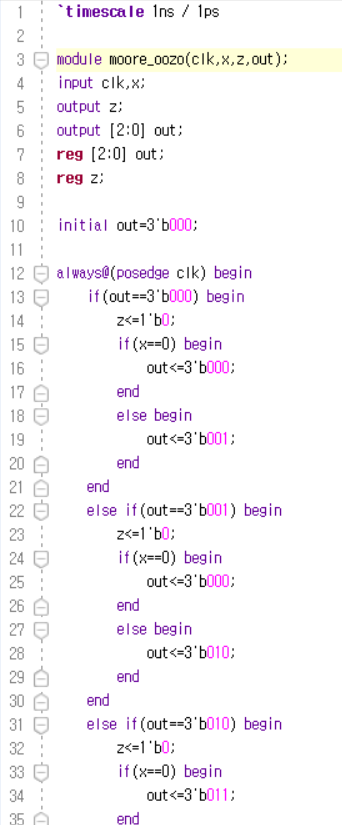 1 `timescale 1ns / 1ps
2
3 module moore_oozo(clk,x,z,out);
4 input clk,x;
5 output z;
6 output [2:0] out;
7 reg [2:0] out;
8 reg z;
9
10 initial out=3'b000;
11
12 always@(posedge clk) begin
13 if(out==3'b000) begin
14 z<=1'b0;
15 if(x==0) begin
16 out<=3'b000;
17 end
18 else begin
19 out<=3'b001;
20 end
21 end
22 else if(out==3'b001) begin
23 z<=1'b0;
24 if(x==0) begin
25 out<=3'b000;
26 end
27 else begin
28 out<=3'b010;
29 end
30 end
31 else if(out==3'b010) begin
32 z<=1'b0;
33 if(x==0) begin
34 out<=3'b011;
35 end